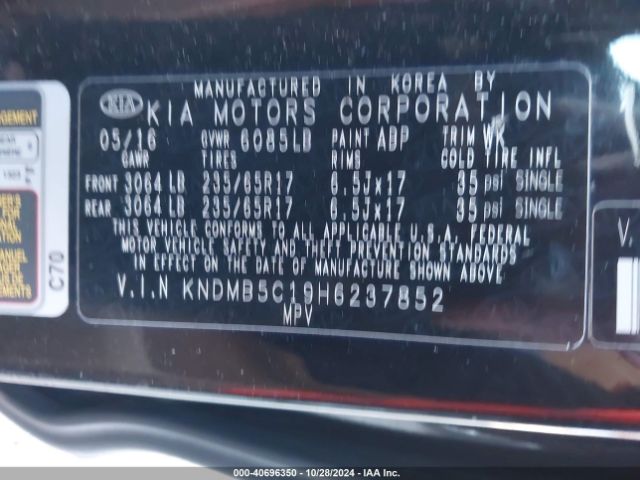 MANUFACTURED IN KOREA BY
KIA KIA MOTORS CORPORATION
05/16 GVWR 6085LB PAINT ABP TRIM WK
GAWR TIRES RIMS COLD TIRE INFL
FRONT 3064 LB 235/65R17 6.5Jx17 35 psi SINGLE
REAR 3064 LB 235/65R17 6.5Jx17 35 psi SINGLE
THIS VEHICLE CONFORMS TO ALL APPLICABLE U.S.A. FEDERAL
MOTOR VEHICLE SAFETY AND THEFT PREVENTION STANDARDS
IN EFFECT ON THE DATE OF MANUFACTURE SHOWN ABOVE
V.I.N KNDMB5C19H6237852
MPV
C70
V.
000-40696350 | 10/28/2024 | IAAI.CA